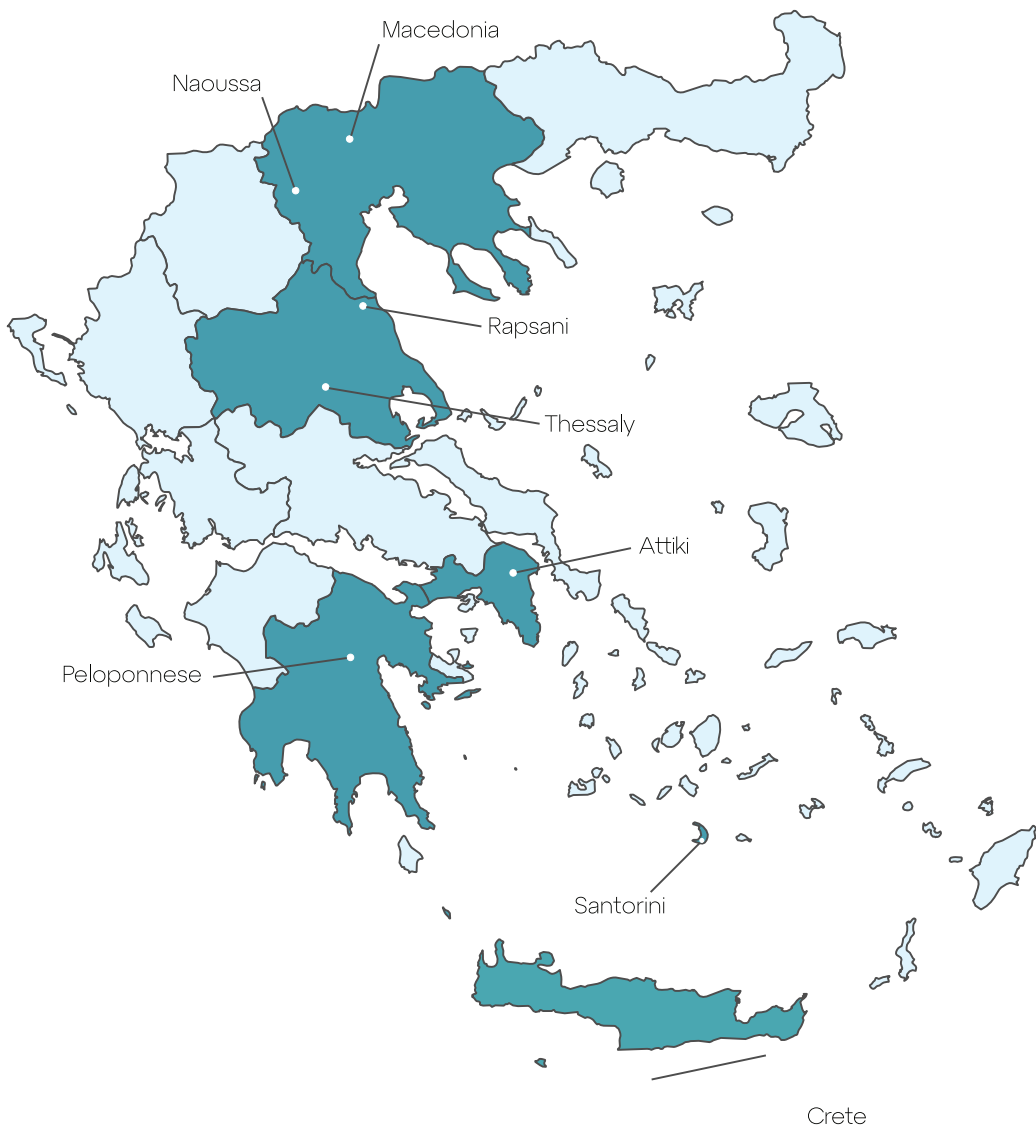 Macedonia
Naoussa
Rapsani
Thessaly
Attiki
Peloponnese
Santorini
Crete